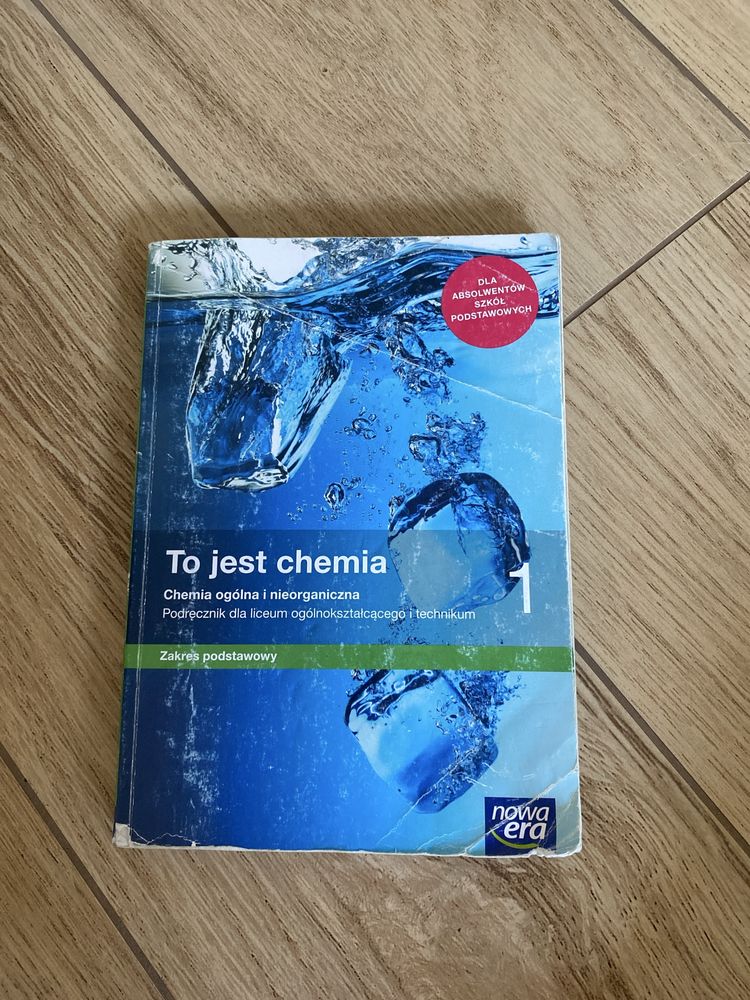 DLA
ABSOLWENTÓW
SZKÓŁ
PODSTAWOWYCH
To jest chemia
1
Chemia ogólna i nieorganiczna
Podręcznik dla liceum ogólnokształcącego i technikum
Zakres podstawowy
nowa
era